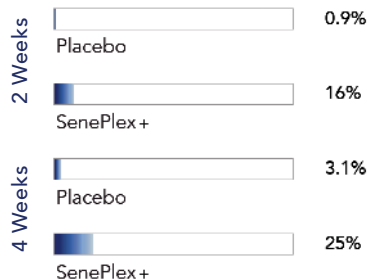 2 Weeks
0.9%
Placebo
16%
SenePlex+
4 Weeks
3.1%
Placebo
25%
SenePlex+